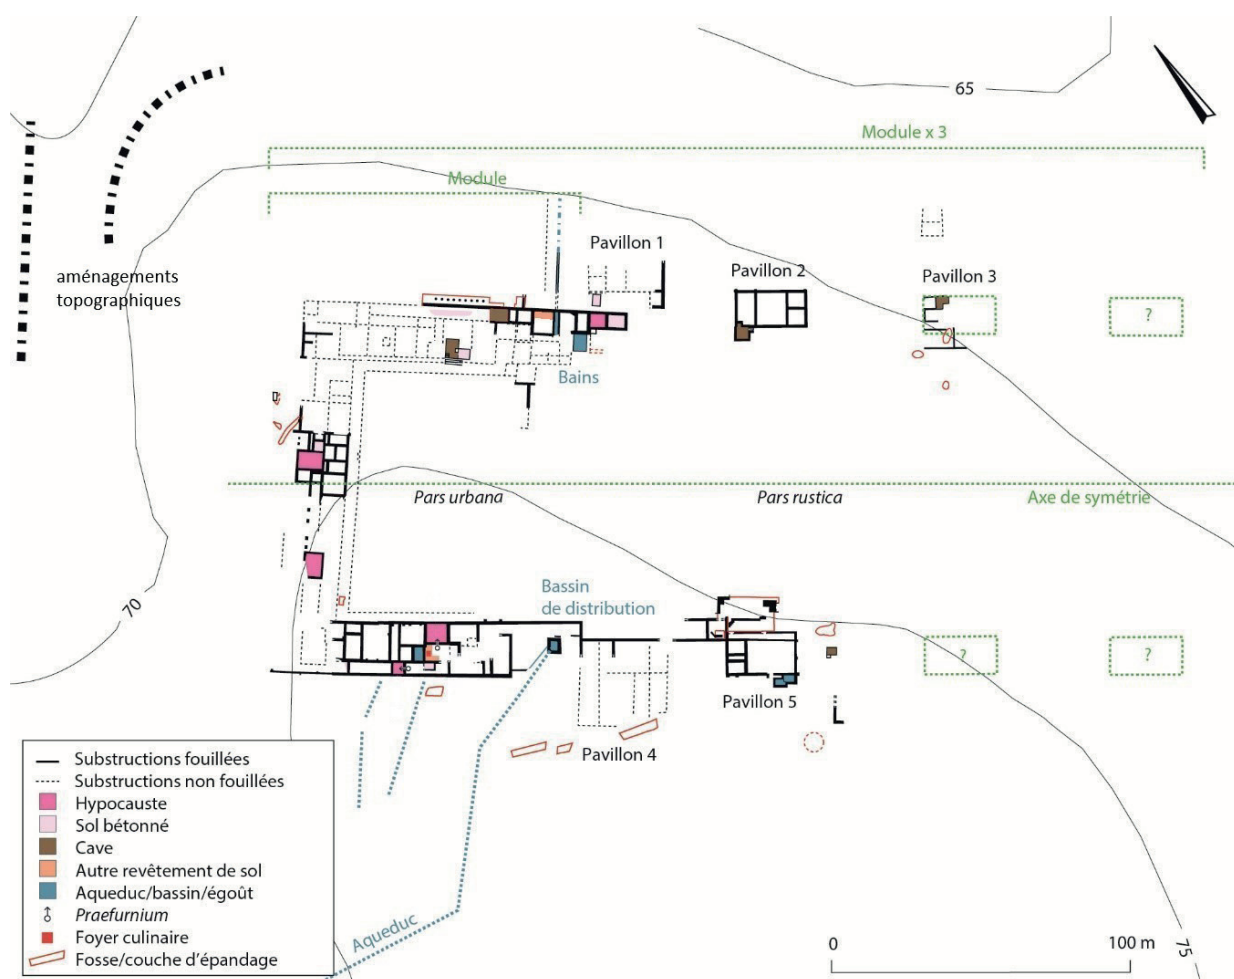 65
Module x 3
Module
Pavillon 1
Pavillon 2
Pavillon 3
aménagements
topographiques
?
Bains
Pars urbana
Pars rustica
Axe de symétrie
70
Bassin
de distribution
?
?
Pavillon 5
Pavillon 4
Substructions fouillées
Substructions non fouillées
Hypocauste
Sol bétonné
Cave
Autre revêtement de sol
Aqueduc/bassin/égoût
Praefurnium
Foyer culinaire
Fosse/couche d'épandage
Aqueduc
0
100 m
75